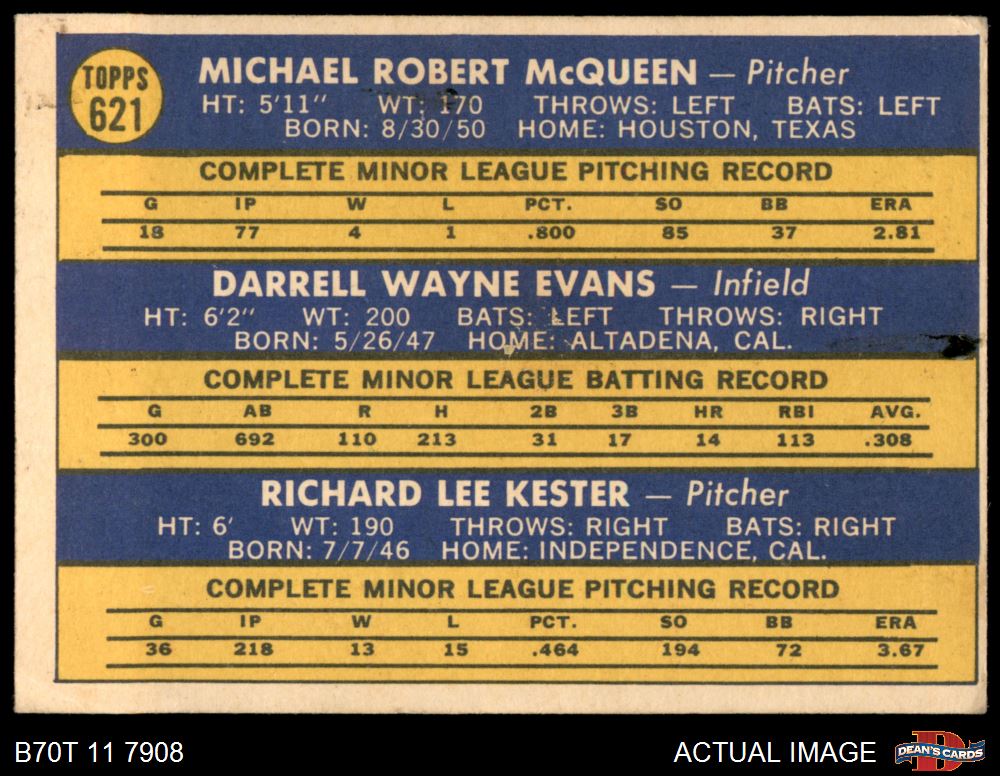 TOPPS
621
MICHAEL ROBERT McQUEEN — Pitcher
HT: 5'11" WT: 170 THROWS: LEFT BATS: LEFT
BORN: 8/30/50 HOME: HOUSTON, TEXAS
COMPLETE MINOR LEAGUE PITCHING RECORD
G IP W L PCT. SO BB ERA
18 77 4 1 .800 85 37 2.81
DARRELL WAYNE EVANS — Infield
HT: 6'2" WT: 200 BATS: LEFT THROWS: RIGHT
BORN: 5/26/47 HOME: ALTADENA, CAL.
COMPLETE MINOR LEAGUE BATTING RECORD
G AB R H 2B 3B HR RBI AVG.
300 692 110 213 31 17 14 113 .308
RICHARD LEE KESTER — Pitcher
HT: 6' WT: 190 THROWS: RIGHT BATS: RIGHT
BORN: 7/7/46 HOME: INDEPENDENCE, CAL.
COMPLETE MINOR LEAGUE PITCHING RECORD
G IP W L PCT. SO BB ERA
36 218 13 15 .464 194 72 3.67
B70T 11 7908 ACTUAL IMAGE D DEAN'S CARDS